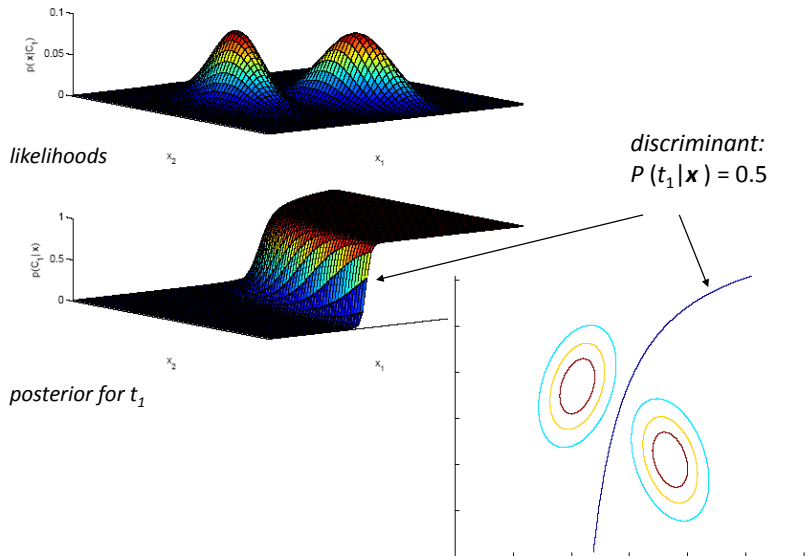 0.1
0.05
0
p(x|C₁)
x₂
x₁
likelihoods
discriminant:
P (t₁|x ) = 0.5
1
0.5
0
p(C₁|x)
x₂
x₁
posterior for t₁